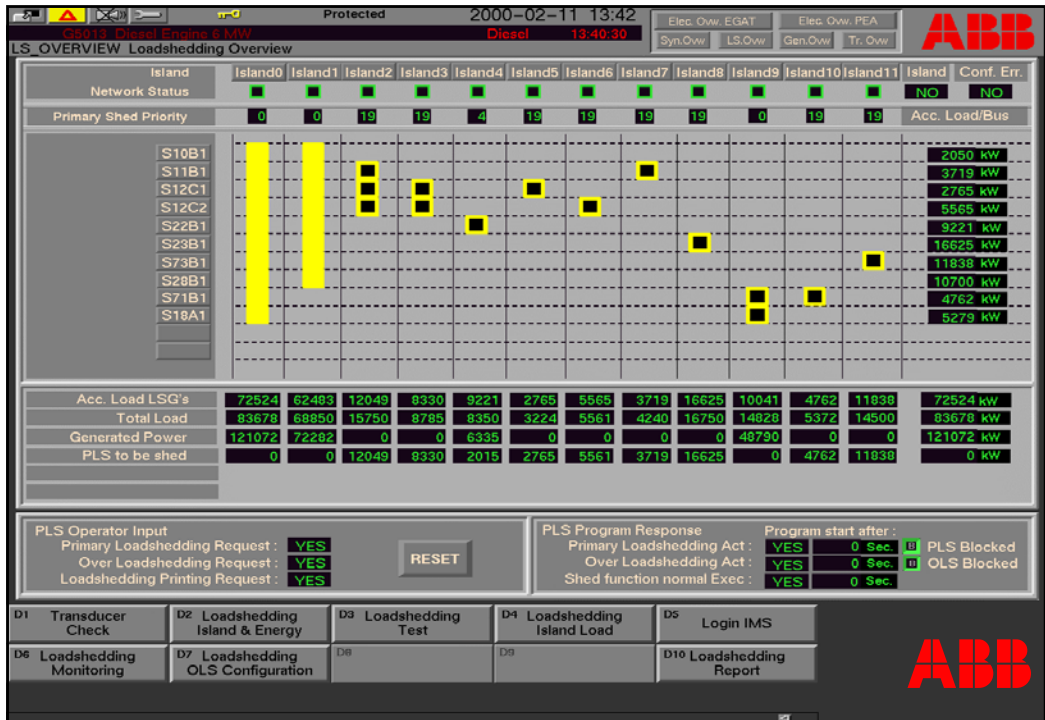 Protected 2000-02-11 13:42 Elec. Ovw. EGAT Elec. Ovw. PEA ABB
G5013 Diesel Engine 6 MW Diesel 13:40:30 Syn.Ovw LS.Ovw Gen.Ovw Tr. Ovw
LS_OVERVIEW Loadshedding Overview
Island Island0 Island1 Island2 Island3 Island4 Island5 Island6 Island7 Island8 Island9 Island10 Island11 Island Conf. Err.
Network Status NO NO
Primary Shed Priority 0 0 19 19 4 19 19 19 19 0 19 19 Acc. Load/Bus
S10B1 2050 kW
S11B1 3719 kW
S12C1 2765 kW
S12C2 5565 kW
S22B1 9221 kW
S23B1 16625 kW
S73B1 11838 kW
S28B1 10700 kW
S71B1 4762 kW
S18A1 5279 kW
Acc. Load LSG's 72524 62483 12049 8330 9221 2765 5565 3719 16625 10041 4762 11838 72524 kW
Total Load 83678 68850 15750 8785 8350 3224 5561 4240 16750 14828 5372 14500 83678 kW
Generated Power 121072 72282 0 0 6335 0 0 0 0 48790 0 0 121072 kW
PLS to be shed 0 0 12049 8330 2015 2765 5561 3719 16625 0 4762 11838 0 kW
PLS Operator Input PLS Program Response Program start after :
Primary Loadshedding Request : YES Primary Loadshedding Act : YES 0 Sec. B PLS Blocked
Over Loadshedding Request : YES RESET Over Loadshedding Act : YES 0 Sec. B OLS Blocked
Loadshedding Printing Request : YES Shed function normal Exec : YES 0 Sec.
D1 Transducer Check D2 Loadshedding Island & Energy D3 Loadshedding Test D4 Loadshedding Island Load D5 Login IMS
D6 Loadshedding Monitoring D7 Loadshedding OLS Configuration D8 D9 D10 Loadshedding Report
ABB